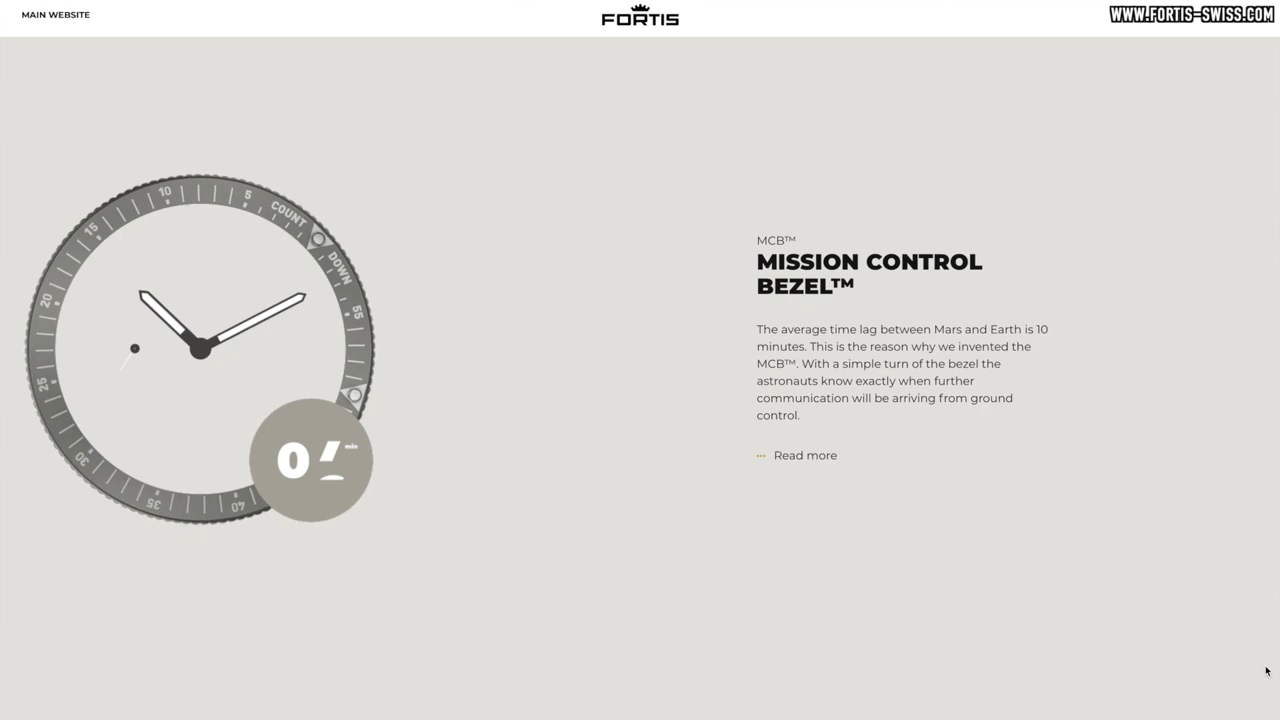 MAIN WEBSITE
FORTIS
WWW.FORTIS-SWISS.COM
10
5
COUNT
DOWN
15
55
20
25
30
35
40
0
min
MCB™
MISSION CONTROL
BEZEL™
The average time lag between Mars and Earth is 10
minutes. This is the reason why we invented the
MCB™. With a simple turn of the bezel the
astronauts know exactly when further
communication will be arriving from ground
control.
Read more